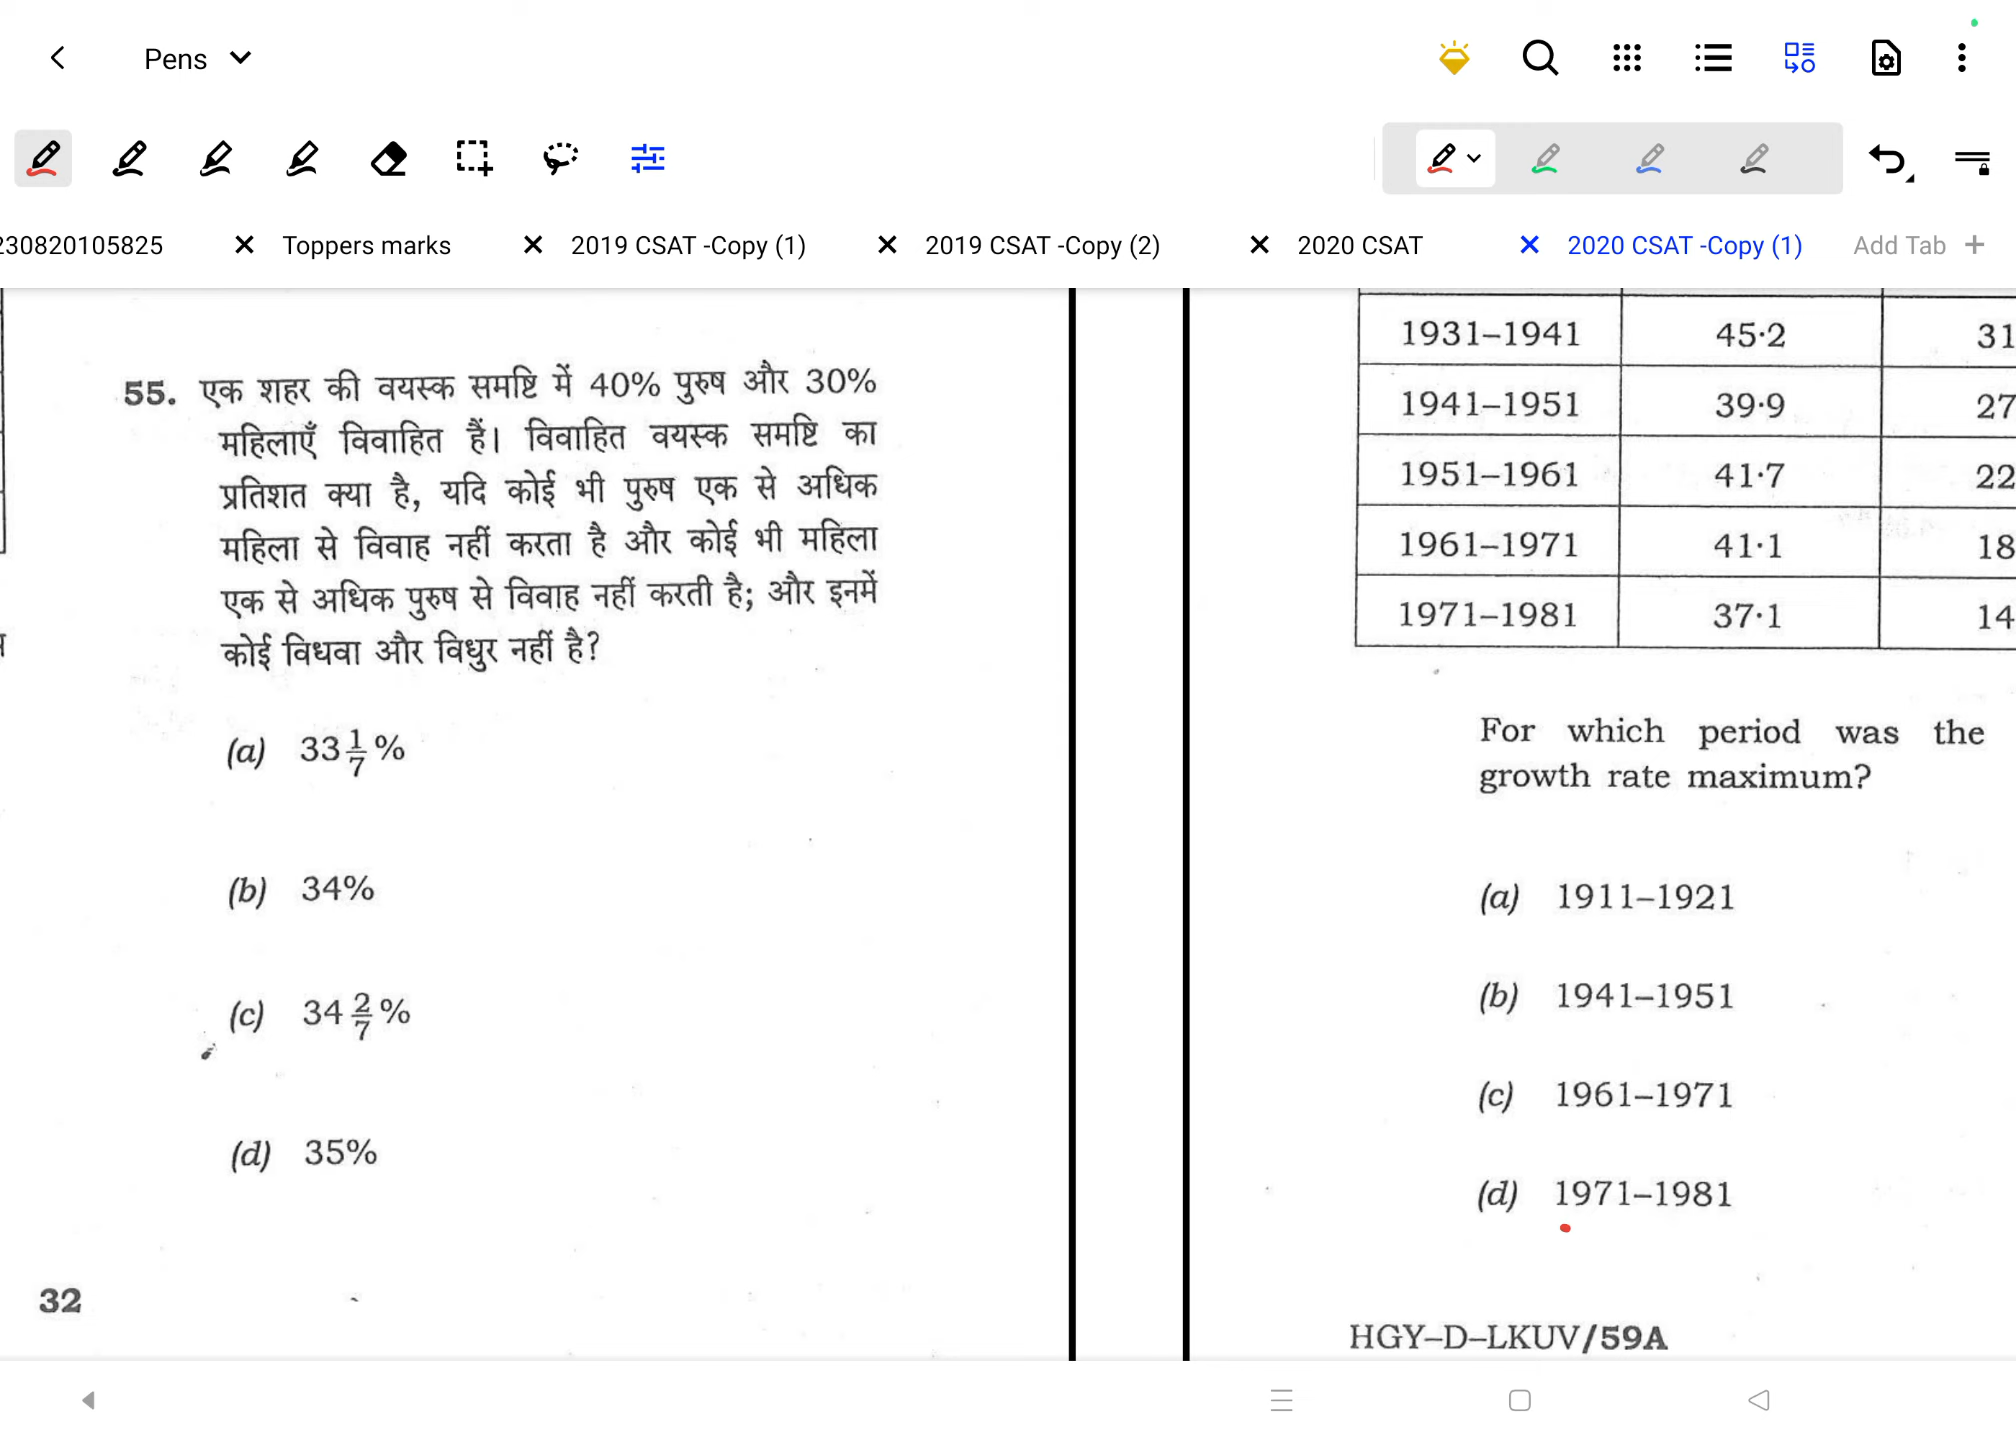 Pens
230820105825
Toppers marks
2019 CSAT -Copy (1)
2019 CSAT -Copy (2)
2020 CSAT
2020 CSAT -Copy (1)
Add Tab +
55. एक शहर की वयस्क समष्टि में 40% पुरुष और 30%
महिलाएँ विवाहित हैं। विवाहित वयस्क समष्टि का
प्रतिशत क्या है, यदि कोई भी पुरुष एक से अधिक
महिला से विवाह नहीं करता है और कोई भी महिला
एक से अधिक पुरुष से विवाह नहीं करती है; और इनमें
कोई विधवा और विधुर नहीं है?
(a) 33 1/7 %
(b) 34%
(c) 34 2/7 %
(d) 35%
32
1931–1941 45·2 31
1941–1951 39·9 27
1951–1961 41·7 22
1961–1971 41·1 18
1971–1981 37·1 14
For which period was the
growth rate maximum?
(a) 1911–1921
(b) 1941–1951
(c) 1961–1971
(d) 1971–1981
HGY–D–LKUV/59A